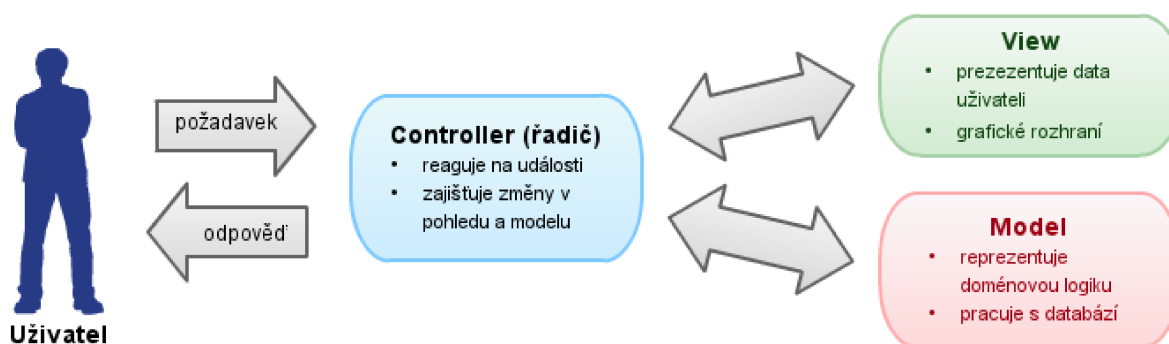 Uživatel
požadavek
odpověď
Controller (řadič)
• reaguje na události
• zajišťuje změny v
pohledu a modelu
View
• prezezentuje data
uživateli
• grafické rozhraní
Model
• reprezentuje
doménovou logiku
• pracuje s databází